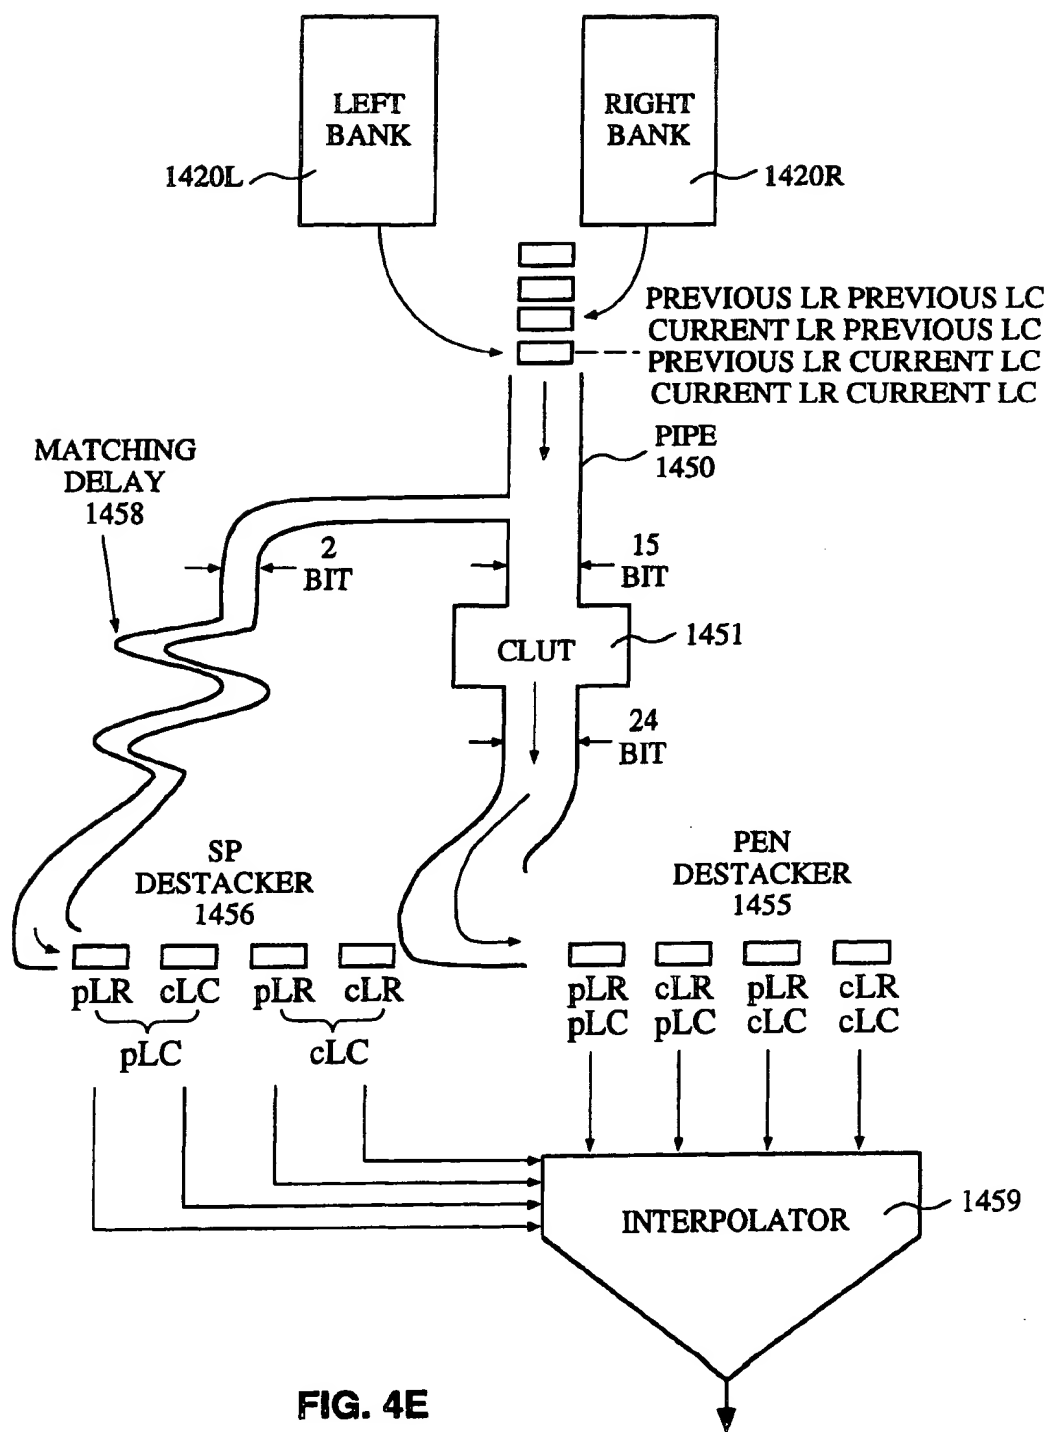 LEFT
BANK
RIGHT
BANK
1420L
1420R
PREVIOUS LR PREVIOUS LC
CURRENT LR PREVIOUS LC
PREVIOUS LR CURRENT LC
CURRENT LR CURRENT LC
PIPE
1450
MATCHING
DELAY
1458
2
BIT
15
BIT
CLUT
1451
24
BIT
SP
DESTACKER
1456
PEN
DESTACKER
1455
pLR cLC pLR cLR
pLC cLC
pLR cLR pLR cLR
pLC pLC cLC cLC
INTERPOLATOR
1459
FIG. 4E